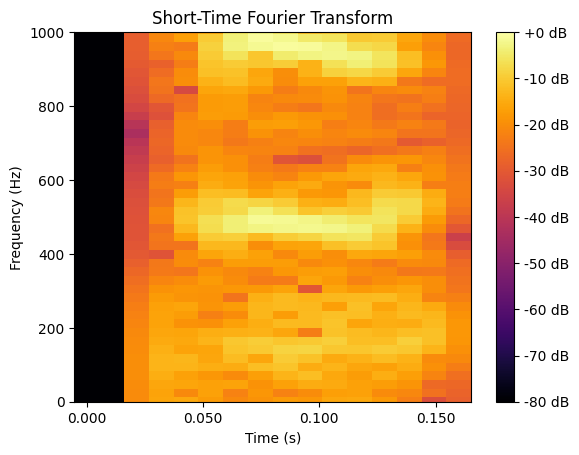 Short-Time Fourier Transform
Frequency (Hz)
1000
800
600
400
200
0
0.000
0.050
0.100
0.150
Time (s)
+0 dB
-10 dB
-20 dB
-30 dB
-40 dB
-50 dB
-60 dB
-70 dB
-80 dB